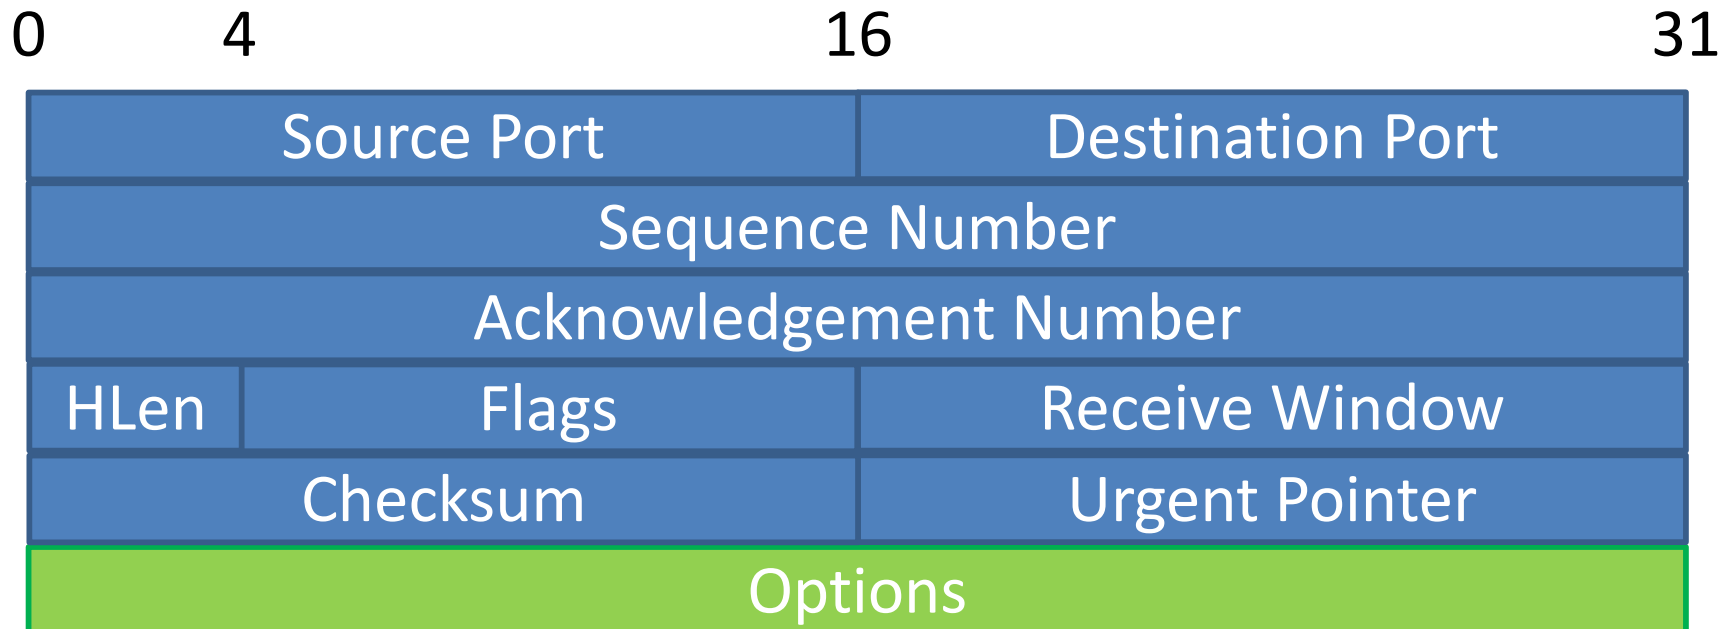 0 4 16 31
Source Port Destination Port
Sequence Number
Acknowledgement Number
HLen Flags Receive Window
Checksum Urgent Pointer
Options